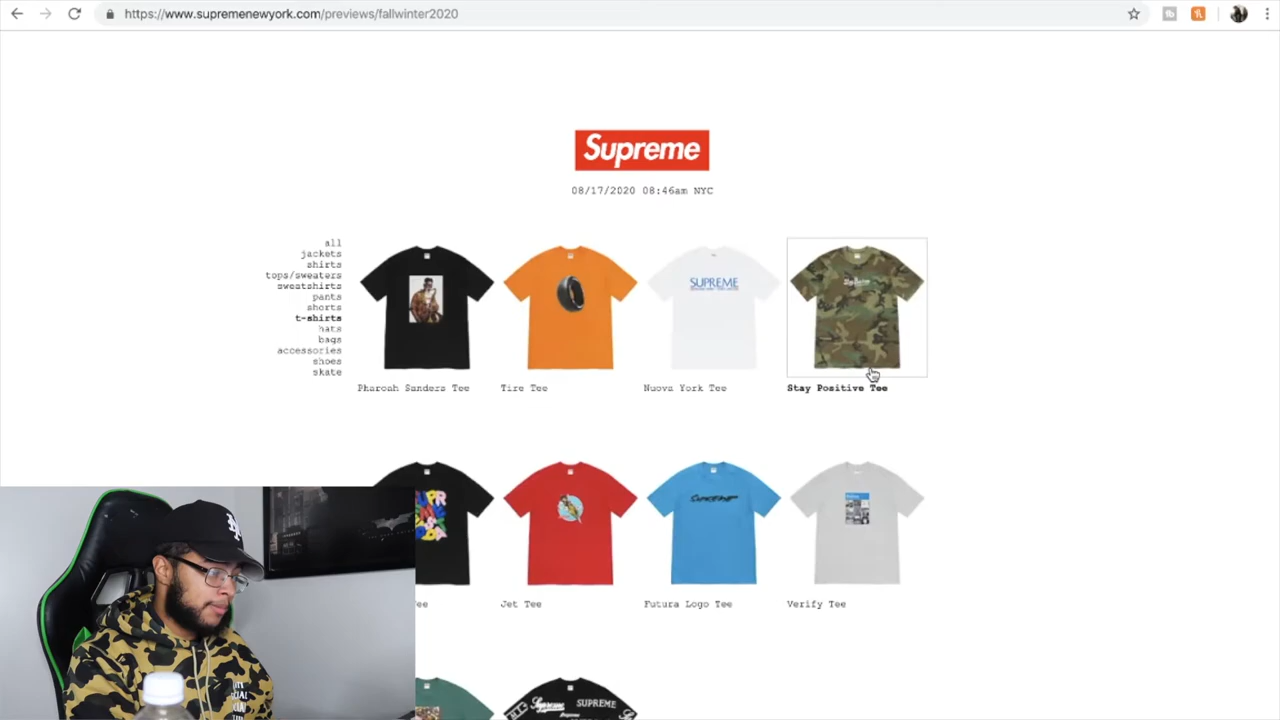 https://www.supremenewyork.com/previews/fallwinter2020
Supreme
08/17/2020 08:46am NYC
all
jackets
shirts
tops/sweaters
sweatshirts
pants
shorts
t-shirts
hats
bags
accessories
shoes
skate
SUPREME
Pharoah Sanders Tee
Tire Tee
Nuova York Tee
Stay Positive Tee
Supreme
Tee
Jet Tee
Futura Logo Tee
Verify Tee
Supreme
SUPREME